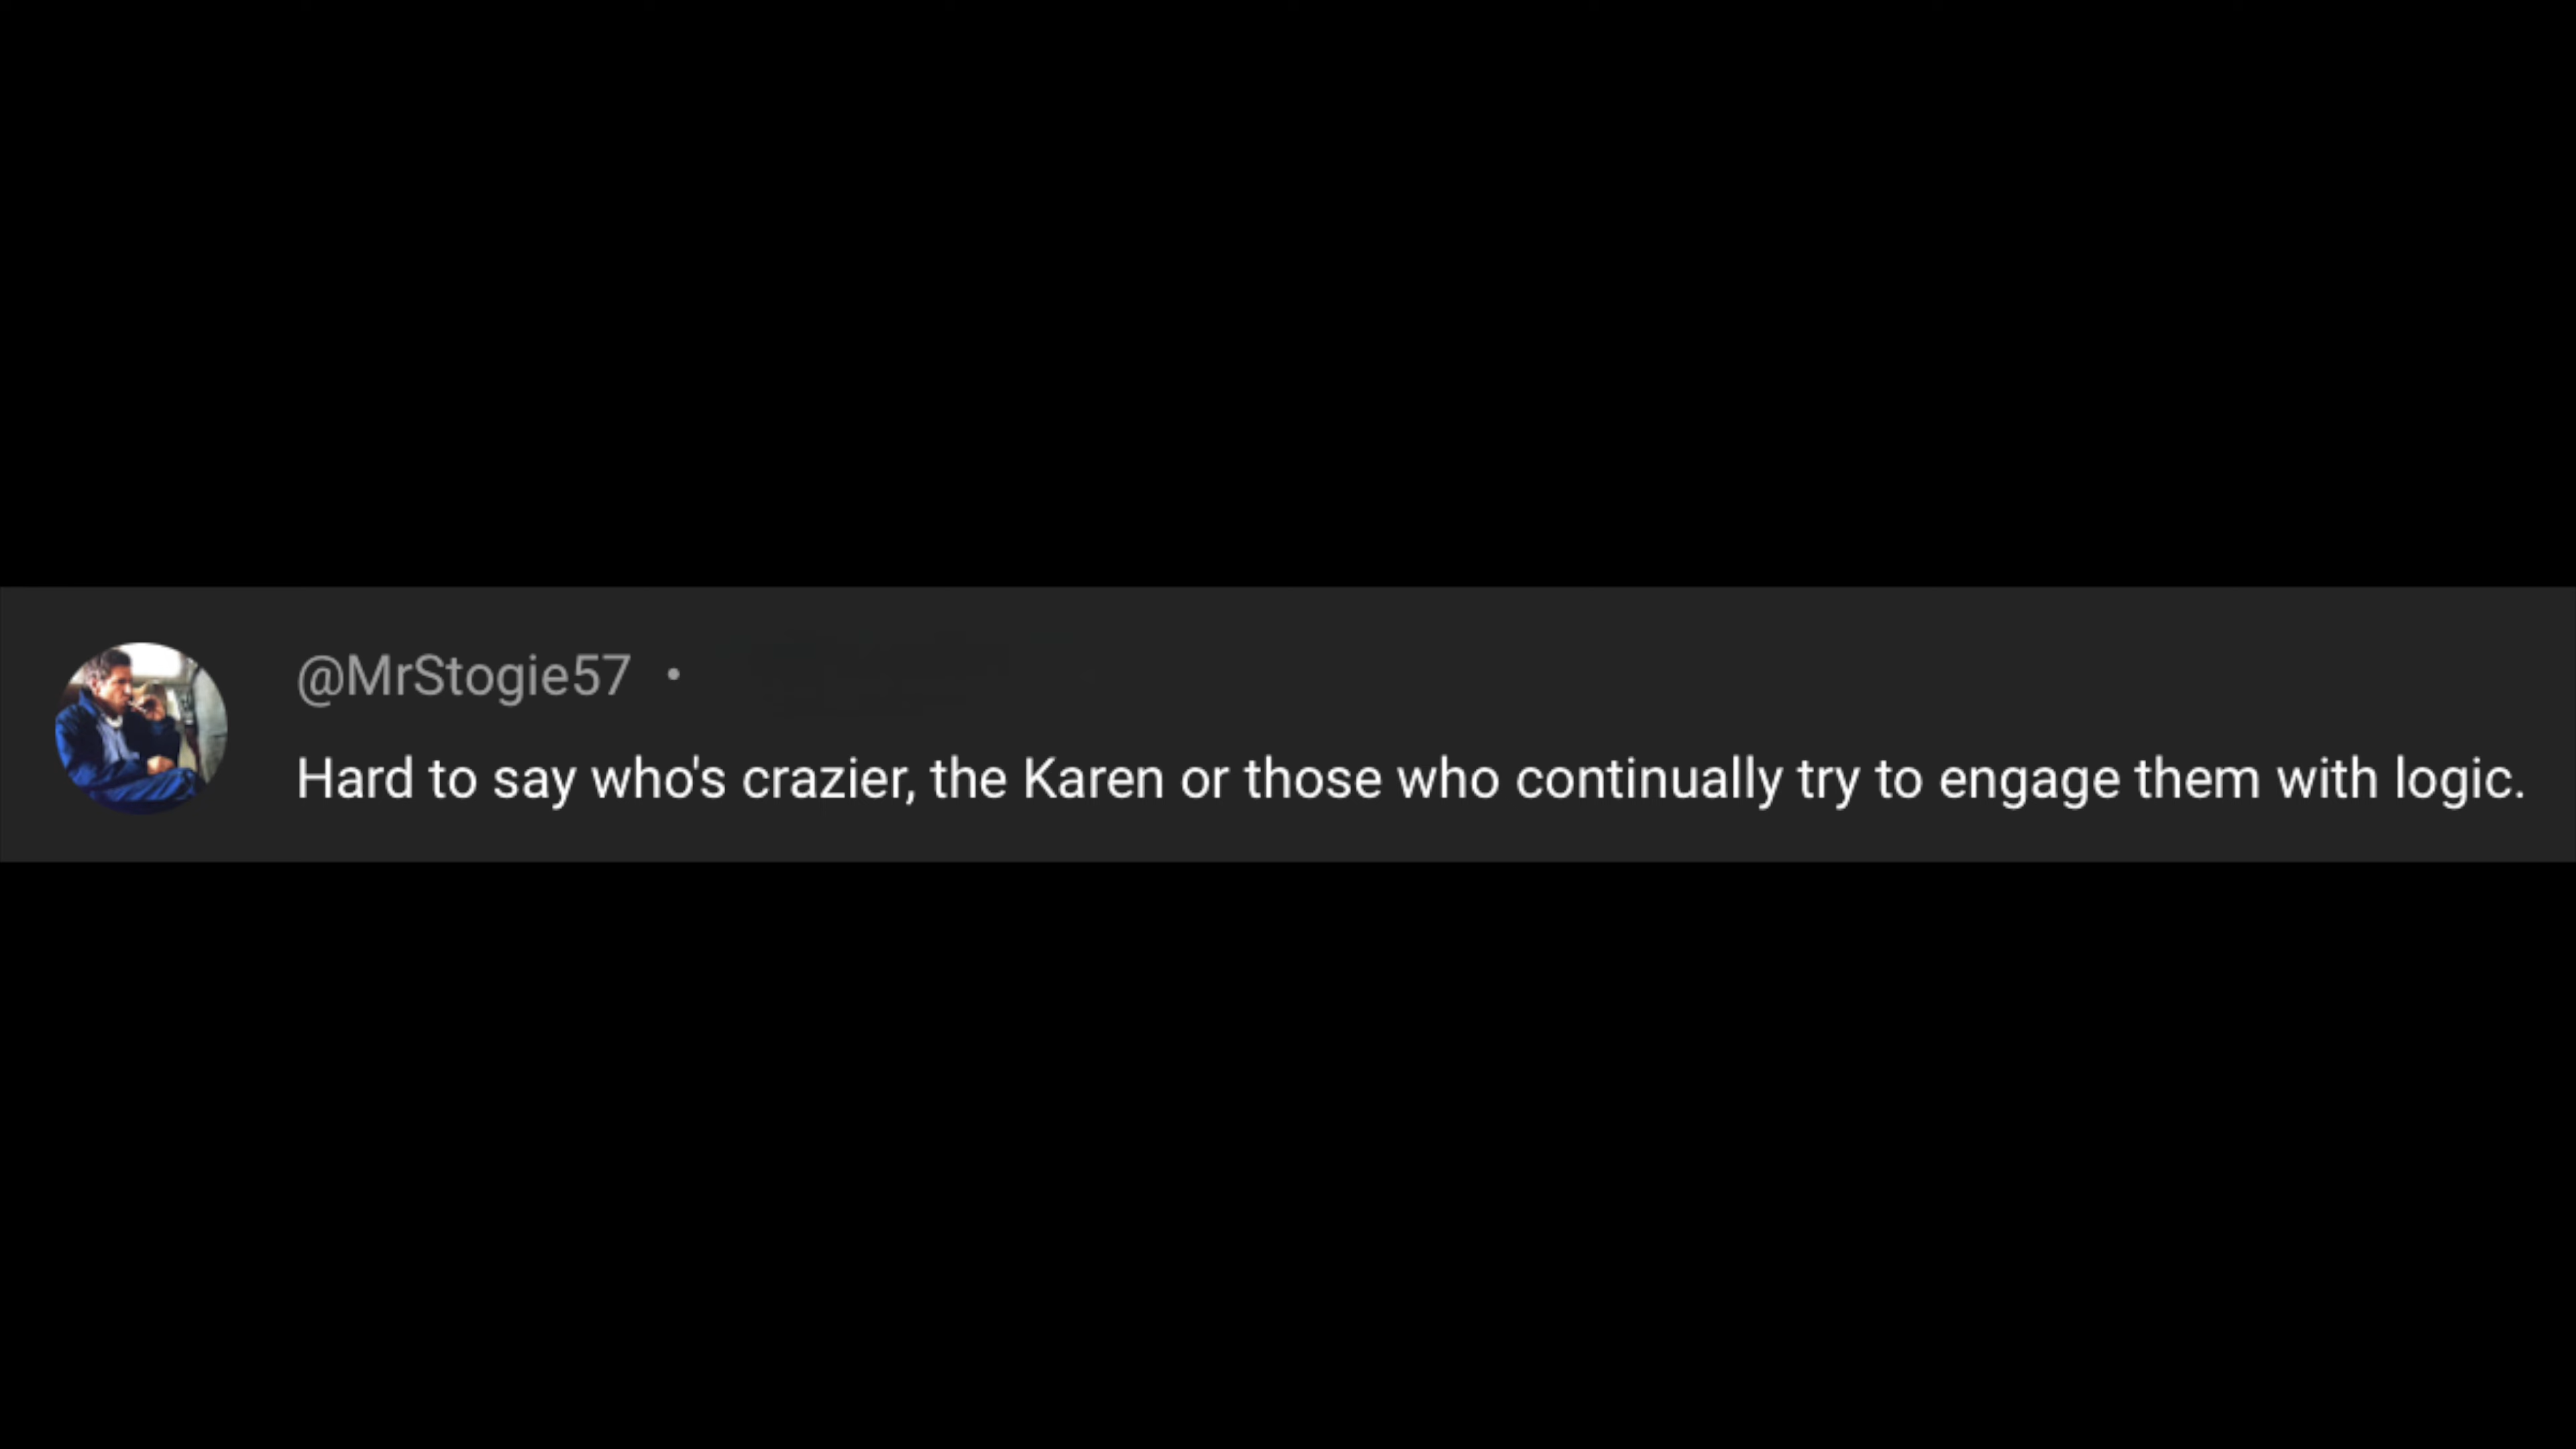 @MrStogie57 •
Hard to say who's crazier, the Karen or those who continually try to engage them with logic.